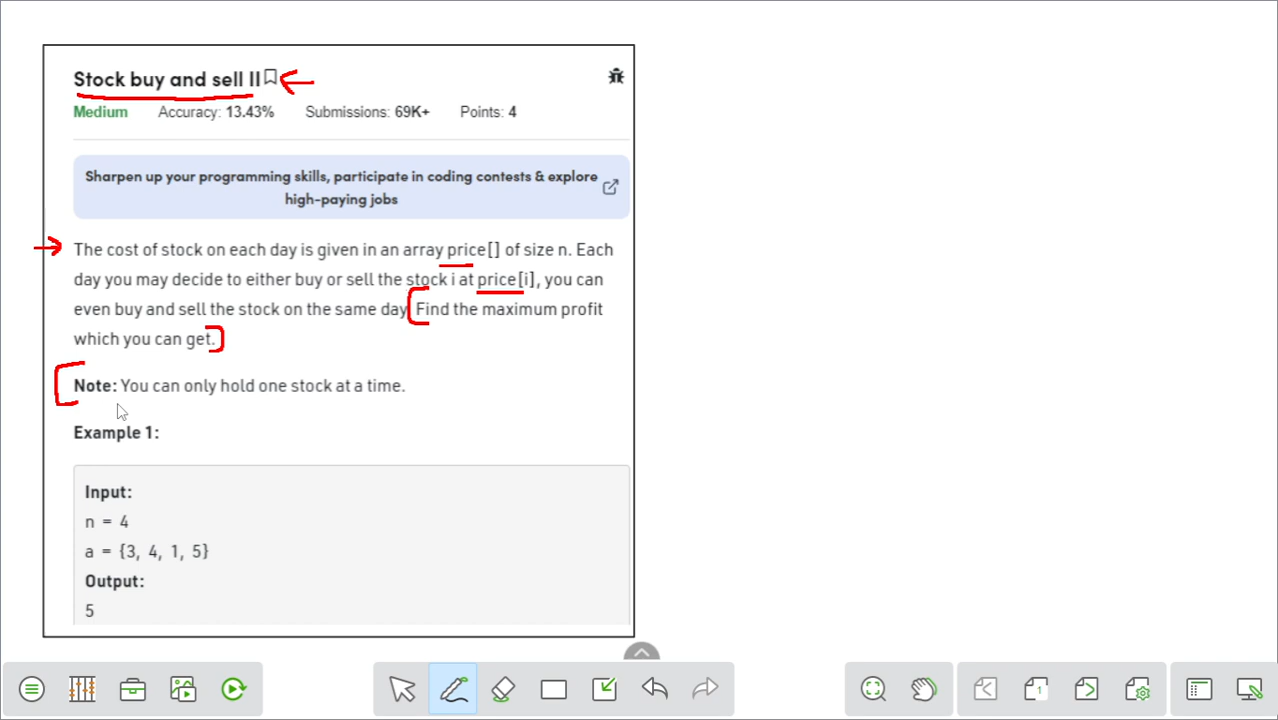 Stock buy and sell II
Medium Accuracy: 13.43% Submissions: 69K+ Points: 4
Sharpen up your programming skills, participate in coding contests & explore
high-paying jobs
The cost of stock on each day is given in an array price[] of size n. Each
day you may decide to either buy or sell the stock i at price[i], you can
even buy and sell the stock on the same day. Find the maximum profit
which you can get.
Note: You can only hold one stock at a time.
Example 1:
Input:
n = 4
a = {3, 4, 1, 5}
Output:
5
1